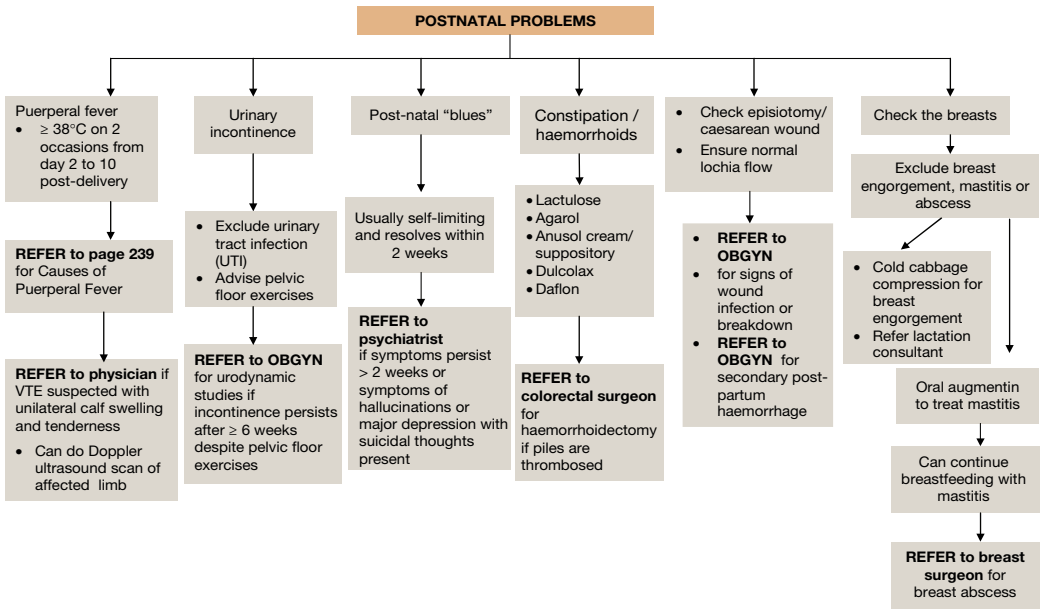 POSTNATAL PROBLEMS
Puerperal fever
• ≥ 38°C on 2
occasions from
day 2 to 10
post-delivery
REFER to page 239
for Causes of
Puerperal Fever
REFER to physician if
VTE suspected with
unilateral calf swelling
and tenderness
• Can do Doppler
ultrasound scan of
affected limb
Urinary
incontinence
• Exclude urinary
tract infection
(UTI)
• Advise pelvic
floor exercises
REFER to OBGYN
for urodynamic
studies if
incontinence persists
after ≥ 6 weeks
despite pelvic floor
exercises
Post-natal “blues”
Usually self-limiting
and resolves within
2 weeks
REFER to
psychiatrist
if symptoms persist
> 2 weeks or
symptoms of
hallucinations or
major depression with
suicidal thoughts
present
Constipation /
haemorrhoids
• Lactulose
• Agarol
• Anusol cream/
suppository
• Dulcolax
• Daflon
REFER to
colorectal surgeon
for
haemorrhoidectomy
if piles are
thrombosed
• Check episiotomy/
caesarean wound
• Ensure normal
lochia flow
• REFER to
OBGYN
• for signs of
wound
infection or
breakdown
• REFER to
OBGYN for
secondary post-
partum
haemorrhage
Check the breasts
Exclude breast
engorgement, mastitis or
abscess
• Cold cabbage
compression for
breast
engorgement
• Refer lactation
consultant
Oral augmentin
to treat mastitis
Can continue
breastfeeding with
mastitis
REFER to breast
surgeon for
breast abscess